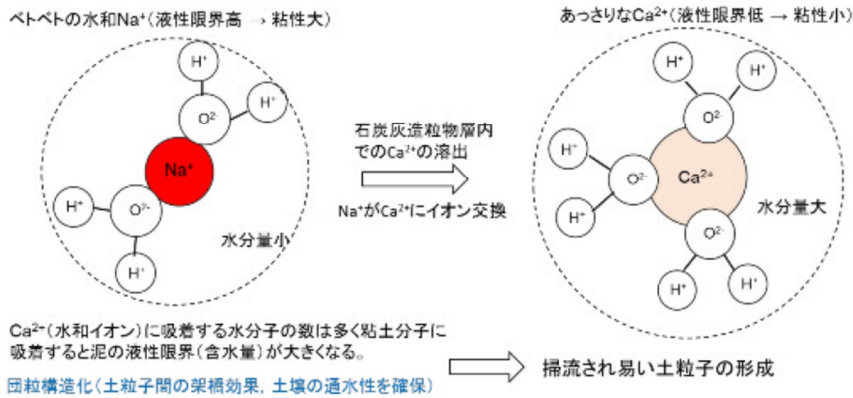 ベトベトの水和Na⁺(液性限界高 → 粘性大)
あっさりなCa²⁺(液性限界低 → 粘性小)
H⁺
H⁺
O²⁻
Na⁺
H⁺
O²⁻
H⁺
水分量小
石炭灰造粒物層内
でのCa²⁺の溶出
Na⁺がCa²⁺にイオン交換
H⁺
H⁺
O²⁻
H⁺
O²⁻
Ca²⁺
H⁺
水分量大
O²⁻
H⁺
H⁺
Ca²⁺(水和イオン)に吸着する水分子の数は多く粘土分子に
吸着すると泥の液性限界(含水量)が大きくなる。
団粒構造化(土粒子間の架橋効果, 土壌の通水性を確保)
掃流され易い土粒子の形成